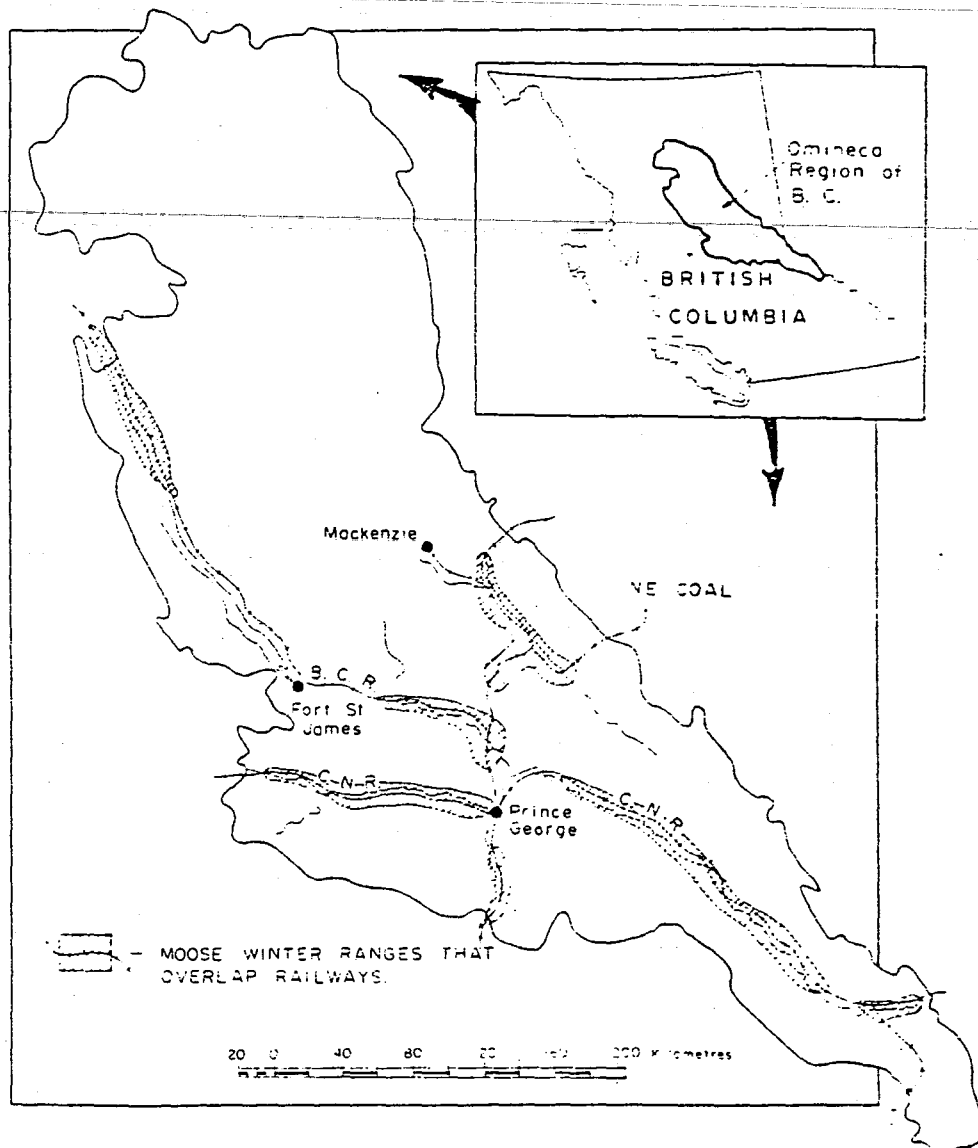 Omineca
Region of
B. C.
BRITISH
COLUMBIA
Mackenzie
NE COAL
B. C. R
Fort St
James
C-N-R
C-N-R
Prince
George
- MOOSE WINTER RANGES THAT
OVERLAP RAILWAYS.
20 0 40 80 200 Kilometres